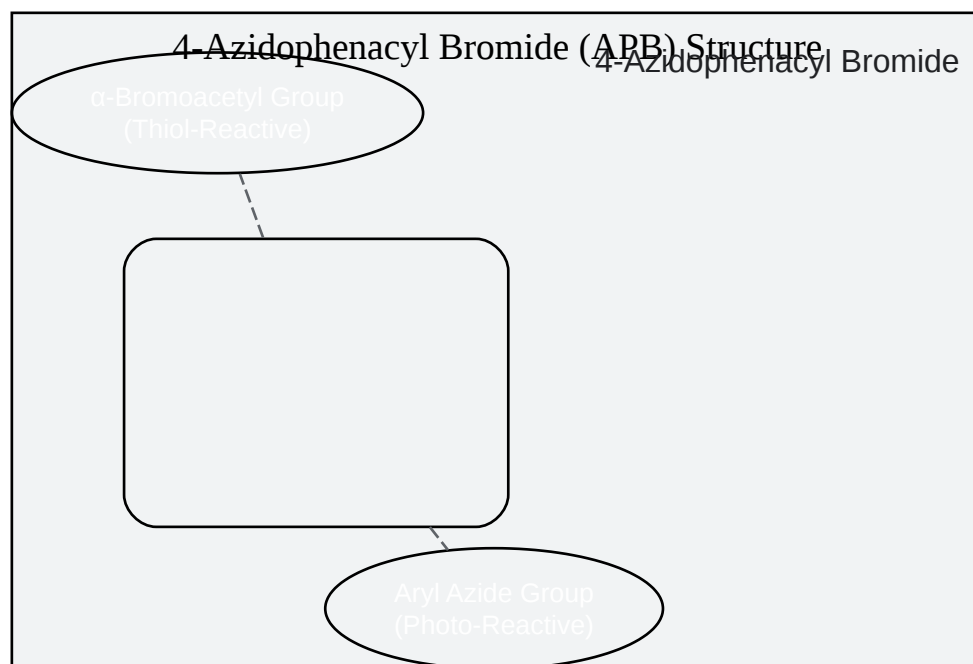 4-Azidophenacyl Bromide (APB) Structure
4-Azidophenacyl Bromide
α-Bromoacetyl Group
(Thiol-Reactive)
Aryl Azide Group
(Photo-Reactive)